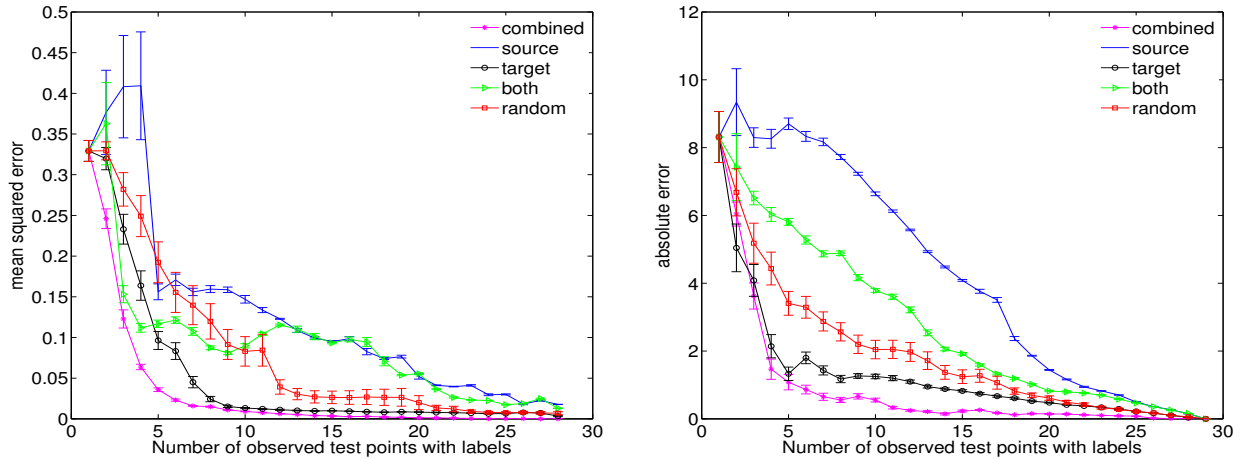 0.5
0.45
0.4
0.35
0.3
0.25
0.2
0.15
0.1
0.05
0
mean squared error
0 5 10 15 20 25 30
Number of observed test points with labels
combined
source
target
both
random
12
10
8
6
4
2
0
absolute error
0 5 10 15 20 25 30
Number of observed test points with labels
combined
source
target
both
random